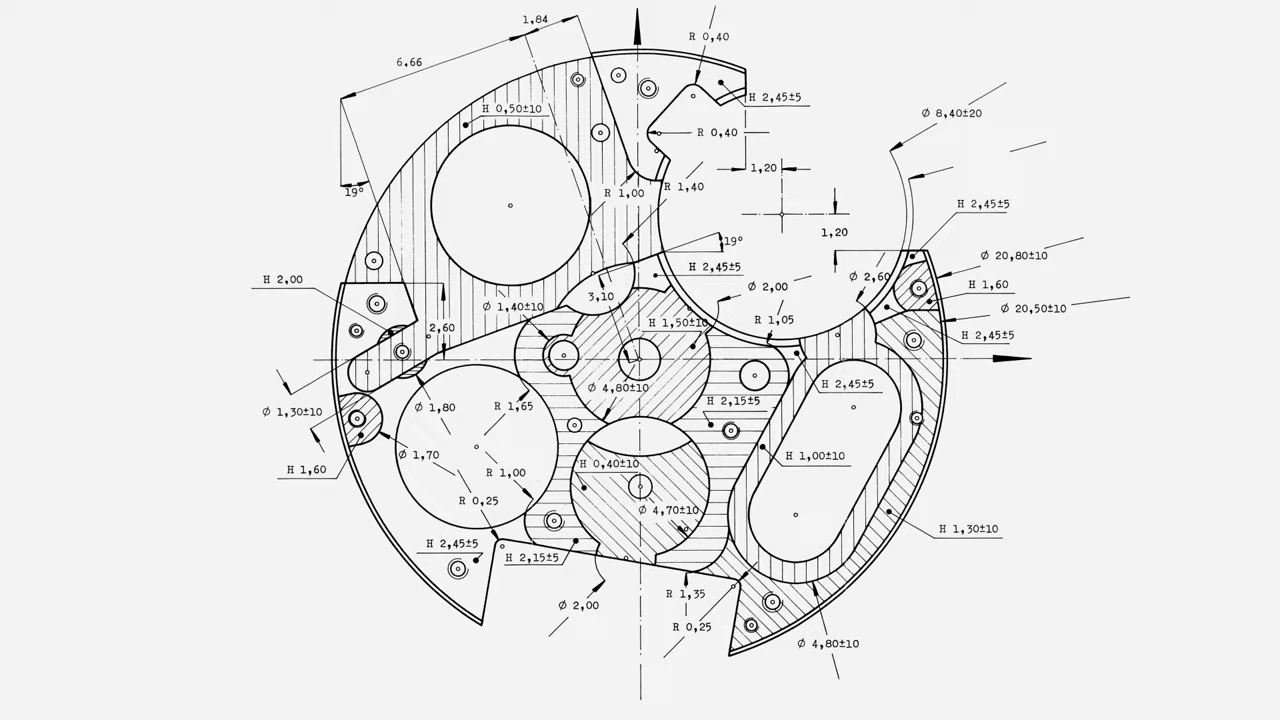 1,84
R 0,40
6,66
H 2,45±5
H 0,50±10
Ø 8,40±20
R 0,40
1,20
19°
R 1,00
R 1,40
H 2,45±5
1,20
19°
Ø 20,80±10
H 2,45±5
Ø 2,60
H 2,00
Ø 2,00
H 1,60
3,10
Ø 1,40±10
Ø 20,50±10
R 1,05
H 1,50±10
2,60
H 2,45±5
Ø 4,80±10
H 2,45±5
H 2,15±5
Ø 1,30±10
Ø 1,80
R 1,65
Ø 1,70
H 1,00±10
H 0,40±10
H 1,60
R 1,00
R 0,25
Ø 4,70±10
H 1,30±10
H 2,45±5
H 2,15±5
R 1,35
Ø 2,00
R 0,25
Ø 4,80±10